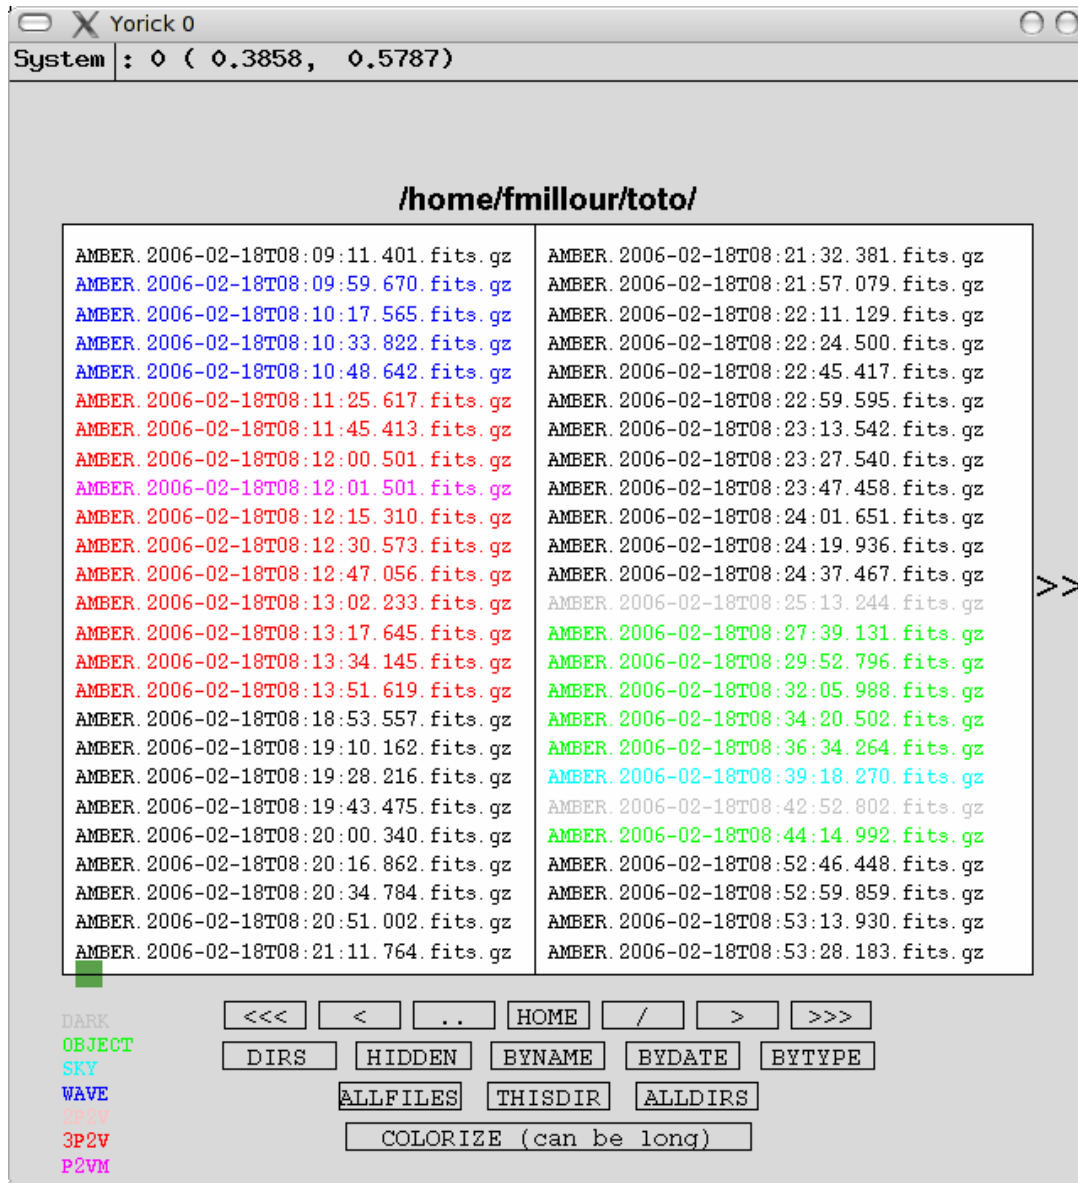 Yorick 0
System : 0 ( 0.3858, 0.5787)
/home/fmillour/toto/
AMBER.2006-02-18T08:09:11.401.fits.gz
AMBER.2006-02-18T08:09:59.670.fits.gz
AMBER.2006-02-18T08:10:17.565.fits.gz
AMBER.2006-02-18T08:10:33.822.fits.gz
AMBER.2006-02-18T08:10:48.642.fits.gz
AMBER.2006-02-18T08:11:25.617.fits.gz
AMBER.2006-02-18T08:11:45.413.fits.gz
AMBER.2006-02-18T08:12:00.501.fits.gz
AMBER.2006-02-18T08:12:01.501.fits.gz
AMBER.2006-02-18T08:12:15.310.fits.gz
AMBER.2006-02-18T08:12:30.573.fits.gz
AMBER.2006-02-18T08:12:47.056.fits.gz
AMBER.2006-02-18T08:13:02.233.fits.gz
AMBER.2006-02-18T08:13:17.645.fits.gz
AMBER.2006-02-18T08:13:34.145.fits.gz
AMBER.2006-02-18T08:13:51.619.fits.gz
AMBER.2006-02-18T08:18:53.557.fits.gz
AMBER.2006-02-18T08:19:10.162.fits.gz
AMBER.2006-02-18T08:19:28.216.fits.gz
AMBER.2006-02-18T08:19:43.475.fits.gz
AMBER.2006-02-18T08:20:00.340.fits.gz
AMBER.2006-02-18T08:20:16.862.fits.gz
AMBER.2006-02-18T08:20:34.784.fits.gz
AMBER.2006-02-18T08:20:51.002.fits.gz
AMBER.2006-02-18T08:21:11.764.fits.gz
AMBER.2006-02-18T08:21:32.381.fits.gz
AMBER.2006-02-18T08:21:57.079.fits.gz
AMBER.2006-02-18T08:22:11.129.fits.gz
AMBER.2006-02-18T08:22:24.500.fits.gz
AMBER.2006-02-18T08:22:45.417.fits.gz
AMBER.2006-02-18T08:22:59.595.fits.gz
AMBER.2006-02-18T08:23:13.542.fits.gz
AMBER.2006-02-18T08:23:27.540.fits.gz
AMBER.2006-02-18T08:23:47.458.fits.gz
AMBER.2006-02-18T08:24:01.651.fits.gz
AMBER.2006-02-18T08:24:19.936.fits.gz
AMBER.2006-02-18T08:24:37.467.fits.gz
AMBER.2006-02-18T08:25:13.244.fits.gz
AMBER.2006-02-18T08:27:39.131.fits.gz
AMBER.2006-02-18T08:29:52.796.fits.gz
AMBER.2006-02-18T08:32:05.988.fits.gz
AMBER.2006-02-18T08:34:20.502.fits.gz
AMBER.2006-02-18T08:36:34.264.fits.gz
AMBER.2006-02-18T08:39:18.270.fits.gz
AMBER.2006-02-18T08:42:52.802.fits.gz
AMBER.2006-02-18T08:44:14.992.fits.gz
AMBER.2006-02-18T08:52:46.448.fits.gz
AMBER.2006-02-18T08:52:59.859.fits.gz
AMBER.2006-02-18T08:53:13.930.fits.gz
AMBER.2006-02-18T08:53:28.183.fits.gz
>>
DARK
OBJECT
SKY
WAVE
2P2V
3P2V
P2VM
<<< < .. HOME / > >>>
DIRS HIDDEN BYNAME BYDATE BYTYPE
ALLFILES THISDIR ALLDIRS
COLORIZE (can be long)